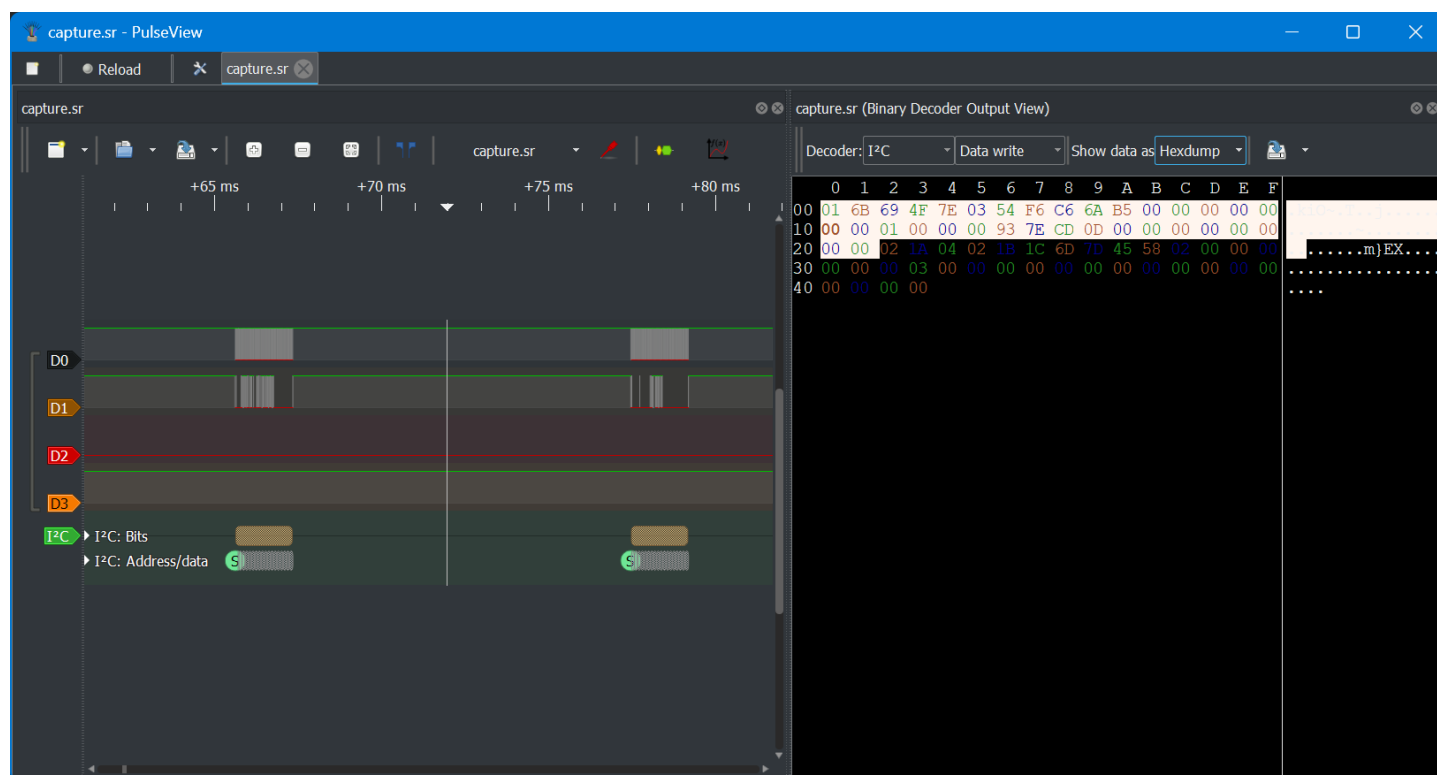 capture.sr - PulseView
Reload capture.sr
capture.sr
capture.sr
+65 ms +70 ms +75 ms +80 ms
D0
D1
D2
D3
I²C I²C: Bits
I²C: Address/data S S
capture.sr (Binary Decoder Output View)
Decoder: I²C Data write Show data as Hexdump
0 1 2 3 4 5 6 7 8 9 A B C D E F
00 01 6B 69 4F 7E 03 54 F6 C6 6A B5 00 00 00 00 00
10 00 00 01 00 00 00 93 7E CD 0D 00 00 00 00 00 00
20 00 00 02 1A 04 02 1B 1C 6D 7D 45 58 02 00 00 00 ......m}EX....
30 00 00 00 03 00 00 00 00 00 00 00 00 00 00 00 00 ................
40 00 00 00 00 ....